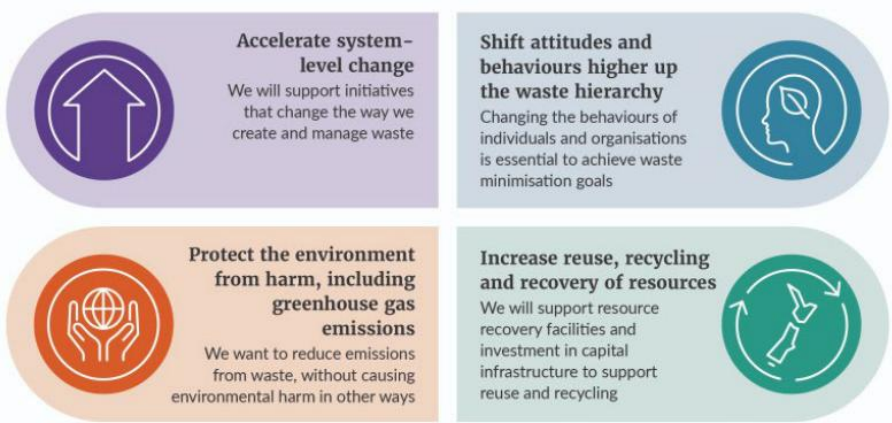 Accelerate system-
level change
We will support initiatives
that change the way we
create and manage waste
Shift attitudes and
behaviours higher up
the waste hierarchy
Changing the behaviours of
individuals and organisations
is essential to achieve waste
minimisation goals
Protect the environment
from harm, including
greenhouse gas
emissions
We want to reduce emissions
from waste, without causing
environmental harm in other ways
Increase reuse, recycling
and recovery of resources
We will support resource
recovery facilities and
investment in capital
infrastructure to support
reuse and recycling